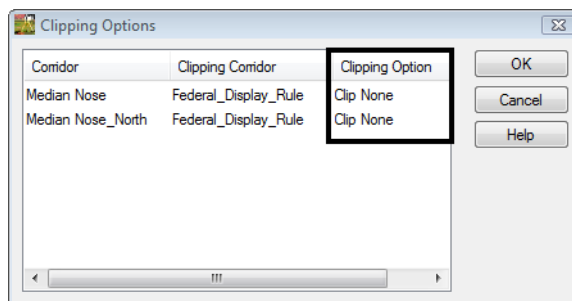 Clipping Options
Corridor Clipping Corridor Clipping Option
Median Nose Federal_Display_Rule Clip None
Median Nose_North Federal_Display_Rule Clip None
OK
Cancel
Help